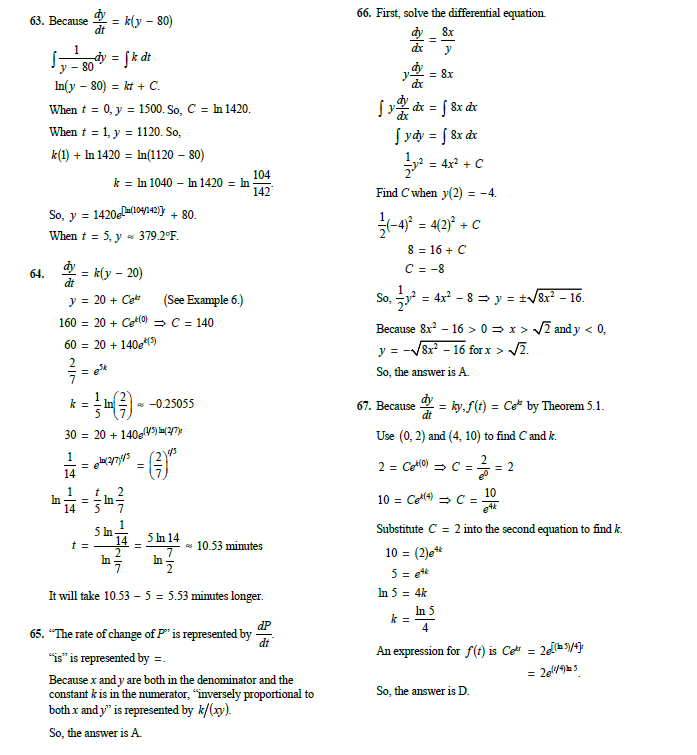 63. Because dy/dt = k(y − 80)
∫ 1/(y − 80) dy = ∫ k dt
ln(y − 80) = kt + C.
When t = 0, y = 1500. So, C = ln 1420.
When t = 1, y = 1120. So,
k(1) + ln 1420 = ln(1120 − 80)
k = ln 1040 − ln 1420 = ln 104/142.
So, y = 1420e^{[ln(104/142)]t} + 80.
When t = 5, y ≈ 379.2°F.
64. dy/dt = k(y − 20)
y = 20 + Ce^{kt} (See Example 6.)
160 = 20 + Ce^{k(0)} ⇒ C = 140
60 = 20 + 140e^{k(5)}
2/7 = e^{5k}
k = 1/5 ln(2/7) ≈ −0.25055
30 = 20 + 140e^{(1/5) ln(2/7)t}
1/14 = e^{ln(2/7)t/5} = (2/7)^{t/5}
ln 1/14 = t/5 ln 2/7
t = (5 ln 1/14)/(ln 2/7) = (5 ln 14)/(ln 7/2) ≈ 10.53 minutes
It will take 10.53 − 5 = 5.53 minutes longer.
65. “The rate of change of P” is represented by dP/dt.
“is” is represented by =.
Because x and y are both in the denominator and the
constant k is in the numerator, “inversely proportional to
both x and y” is represented by k/(xy).
So, the answer is A.
66. First, solve the differential equation.
dy/dx = 8x/y
y dy/dx = 8x
∫ y dy/dx dx = ∫ 8x dx
∫ y dy = ∫ 8x dx
1/2 y² = 4x² + C
Find C when y(2) = −4.
1/2(−4)² = 4(2)² + C
8 = 16 + C
C = −8
So, 1/2 y² = 4x² − 8 ⇒ y = ±√(8x² − 16).
Because 8x² − 16 > 0 ⇒ x > √2 and y < 0,
y = −√(8x² − 16) for x > √2.
So, the answer is A.
67. Because dy/dt = ky, f(t) = Ce^{kt} by Theorem 5.1.
Use (0, 2) and (4, 10) to find C and k.
2 = Ce^{k(0)} ⇒ C = 2/e⁰ = 2
10 = Ce^{k(4)} ⇒ C = 10/e^{4k}
Substitute C = 2 into the second equation to find k.
10 = (2)e^{4k}
5 = e^{4k}
ln 5 = 4k
k = ln 5/4
An expression for f(t) is Ce^{kt} = 2e^{[(ln 5)/4]t}
= 2e^{(t/4)ln 5}.
So, the answer is D.